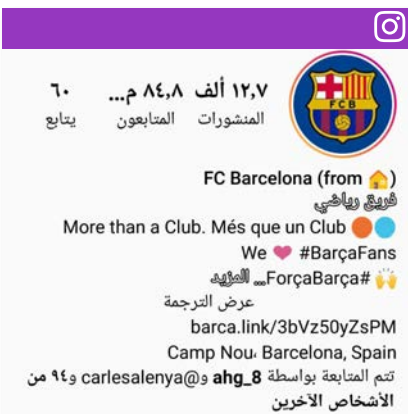 ١٢,٧ ألف ٨٤,٨ م... ٦٠
المنشورات المتابعون يتابع
FCB
FC Barcelona (from 🏠)
فريق رياضي
More than a Club. Més que un Club 🟠🔵
We ❤️ #BarçaFans
🙌 #ForçaBarça... المزيد
عرض الترجمة
barca.link/3bVz50yZsPM
Camp Nou، Barcelona, Spain
تتم المتابعة بواسطة ahg_8 و@carlesalenya و٩٤ من
الأشخاص الآخرين